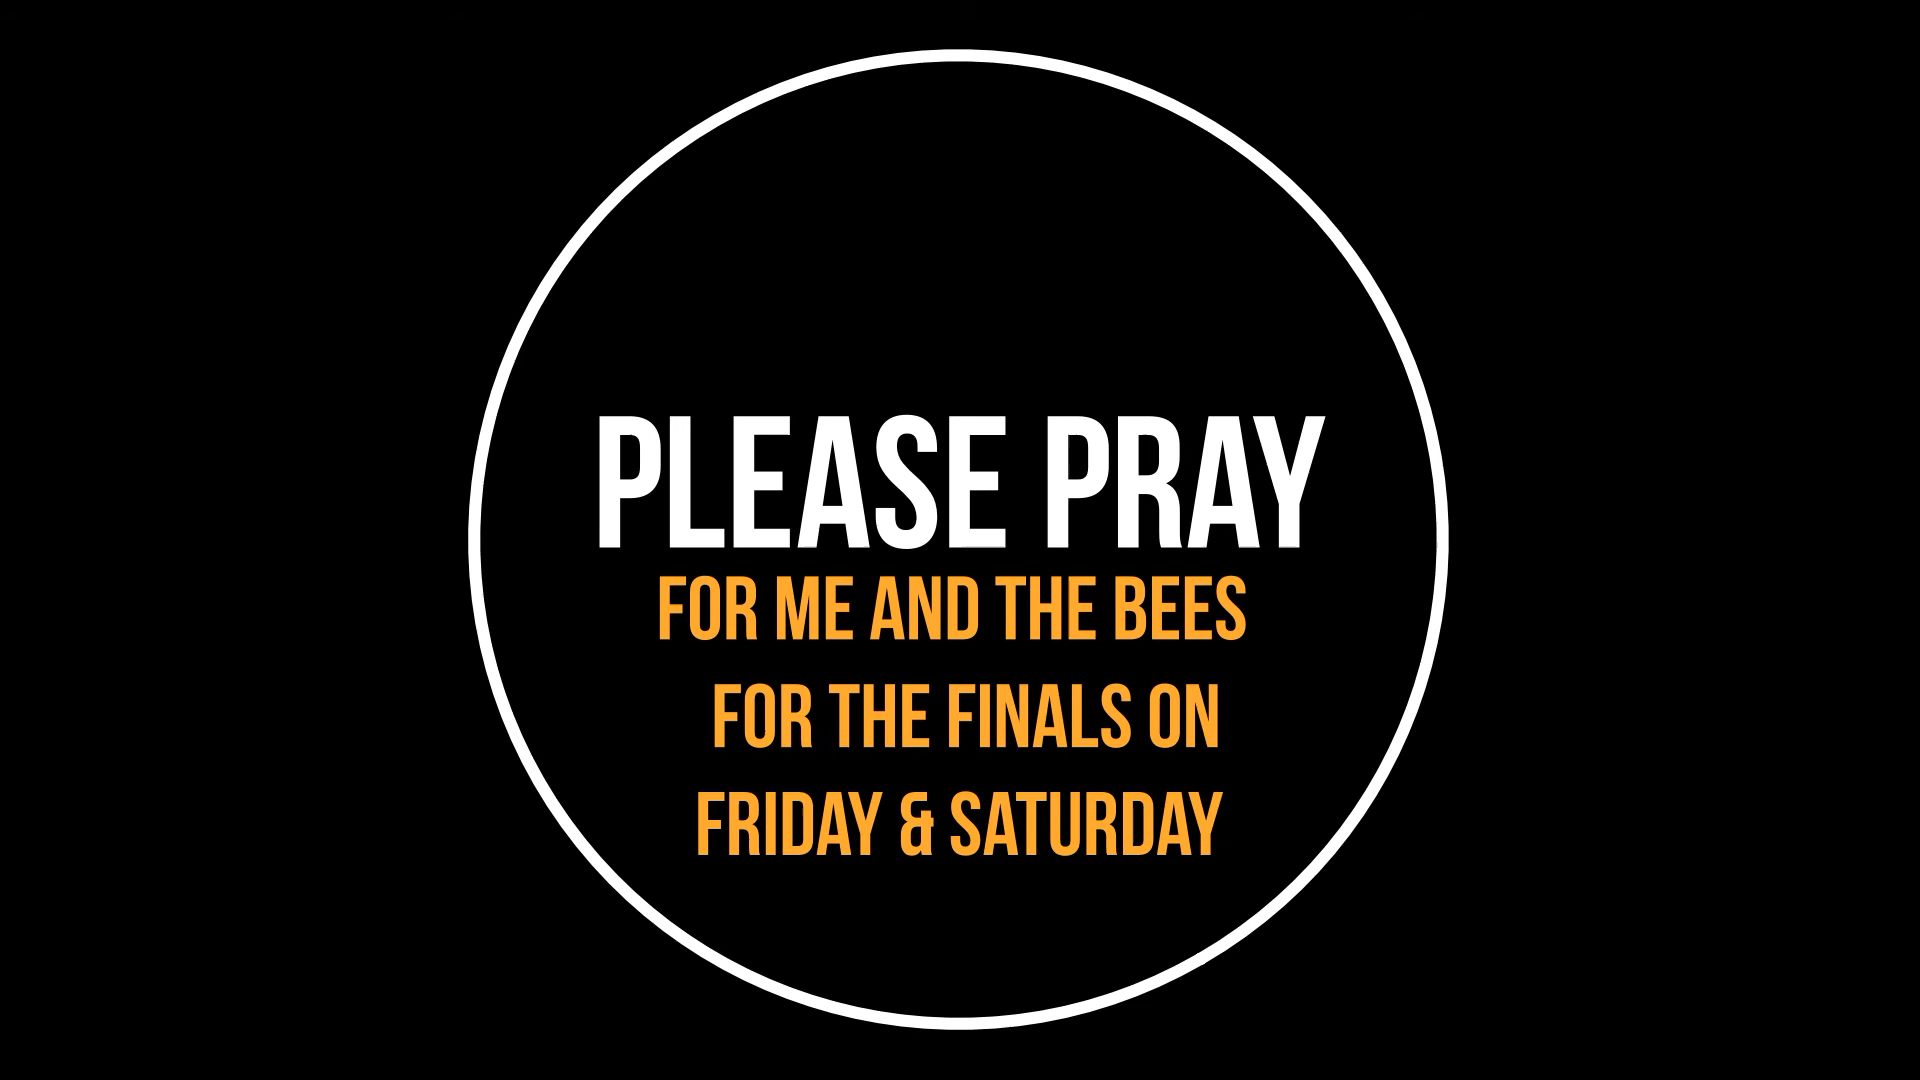 PLEASE PRAY
FOR ME AND THE BEES
FOR THE FINALS ON
FRIDAY & SATURDAY